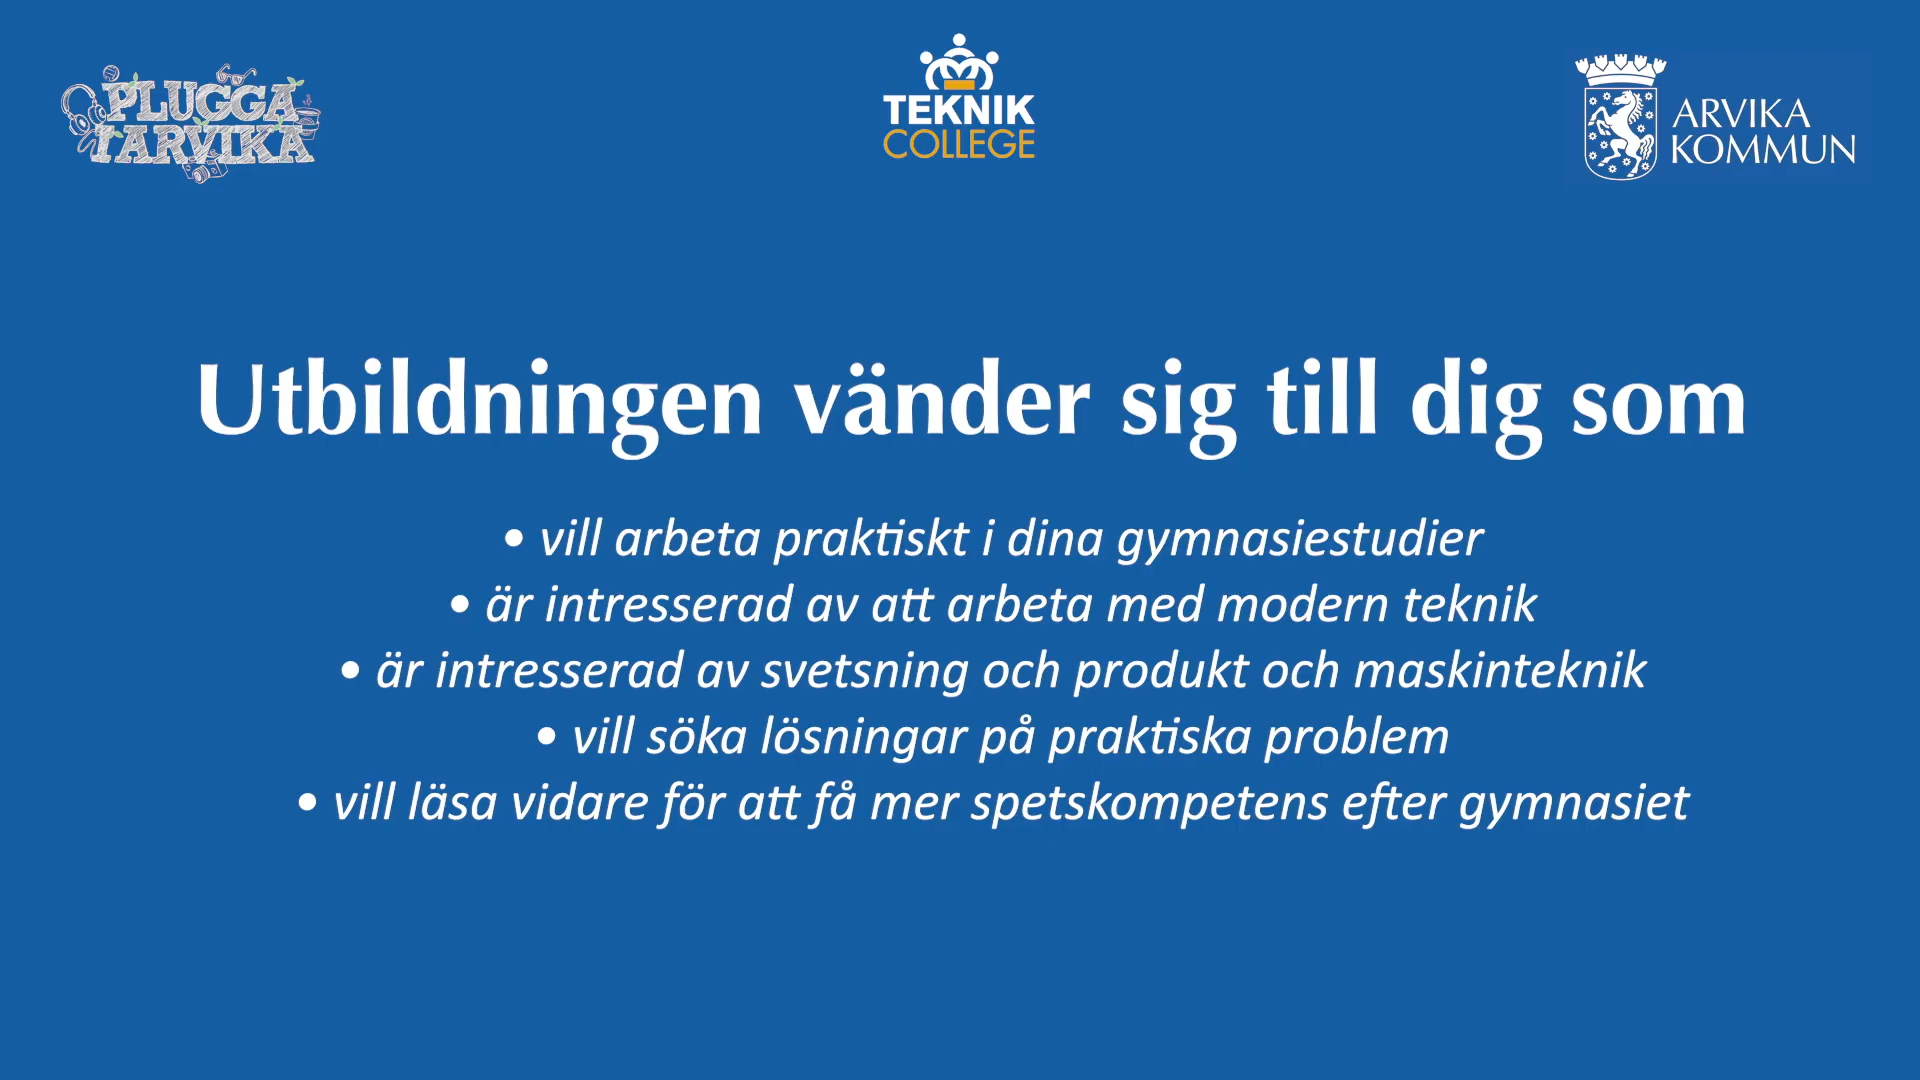 PLUGGA
I ARVIKA
TEKNIK
COLLEGE
ARVIKA
KOMMUN
Utbildningen vänder sig till dig som
• vill arbeta praktiskt i dina gymnasiestudier
• är intresserad av att arbeta med modern teknik
• är intresserad av svetsning och produkt och maskinteknik
• vill söka lösningar på praktiska problem
• vill läsa vidare för att få mer spetskompetens efter gymnasiet